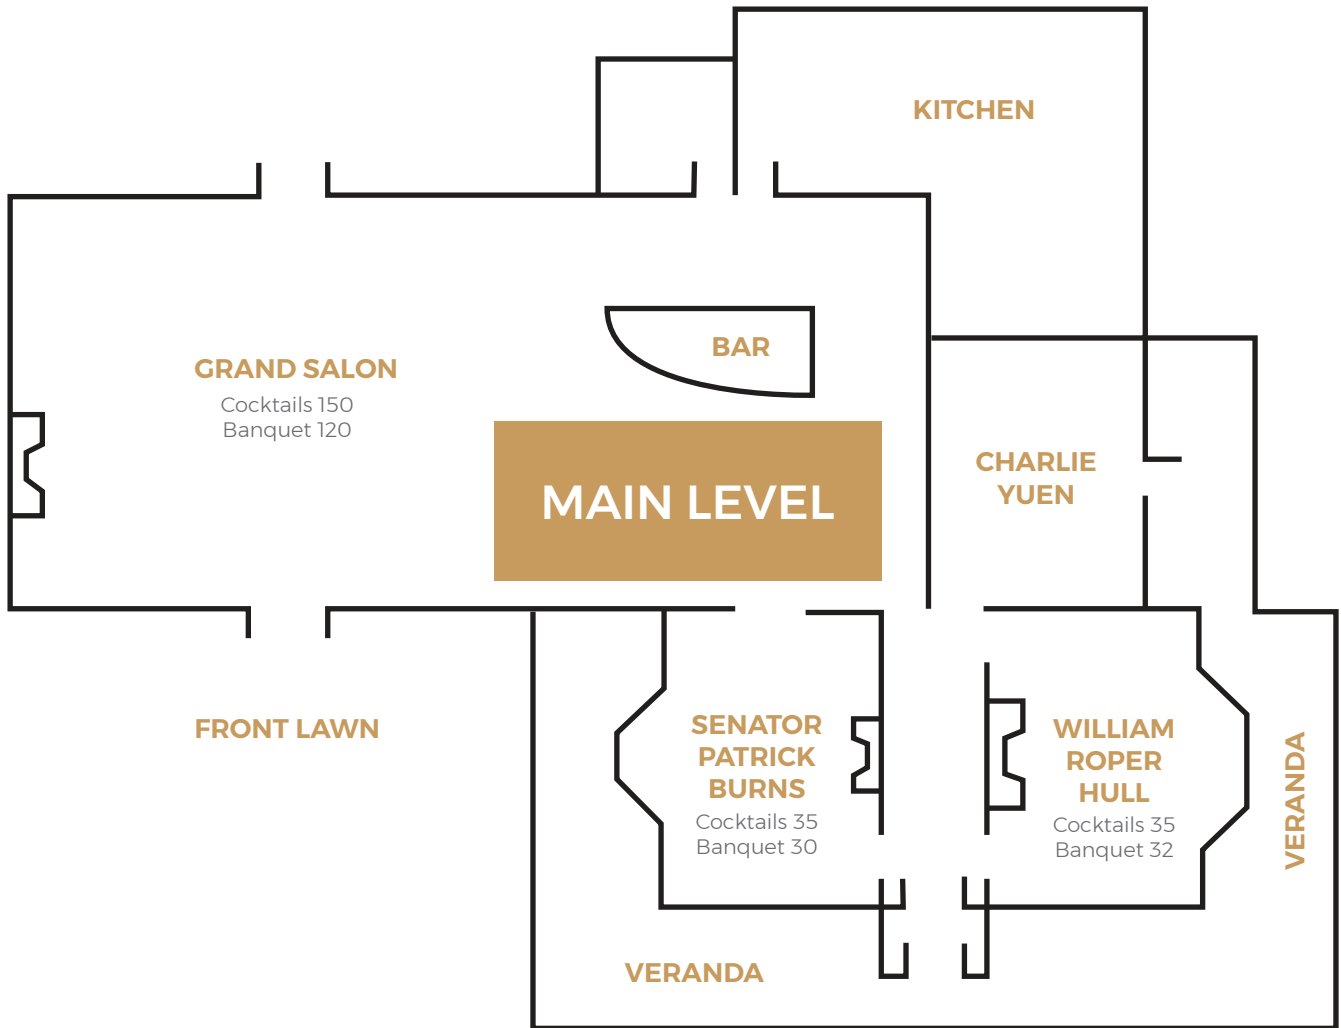 KITCHEN
BAR
GRAND SALON
Cocktails 150
Banquet 120
MAIN LEVEL
CHARLIE
YUEN
FRONT LAWN
SENATOR
PATRICK
BURNS
Cocktails 35
Banquet 30
WILLIAM
ROPER
HULL
Cocktails 35
Banquet 32
VERANDA
VERANDA